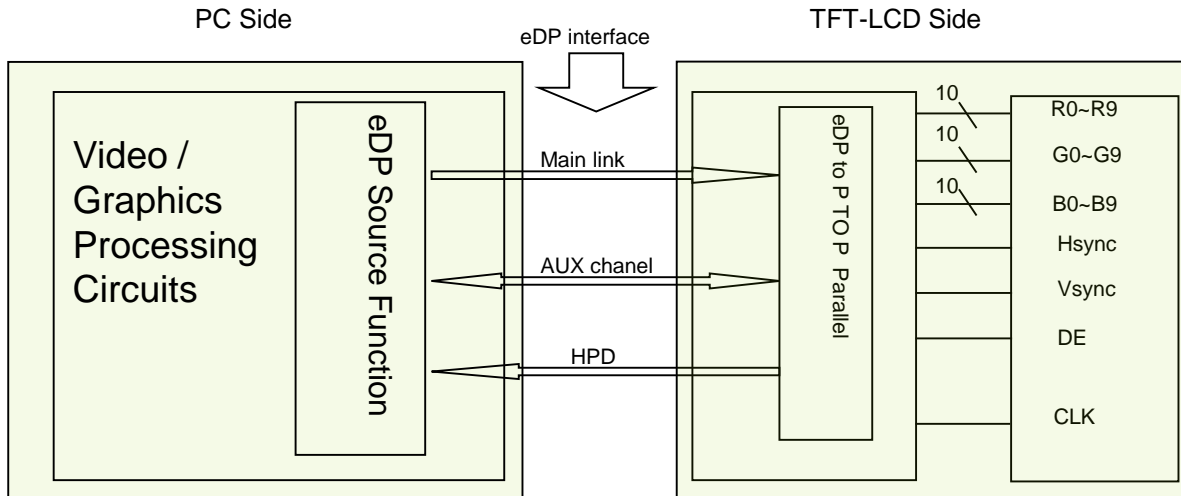 PC Side
TFT-LCD Side
eDP interface
Video /
Graphics
Processing
Circuits
eDP Source Function
Main link
AUX chanel
HPD
eDP to P TO P Parallel
10
R0~R9
10
G0~G9
10
B0~B9
Hsync
Vsync
DE
CLK